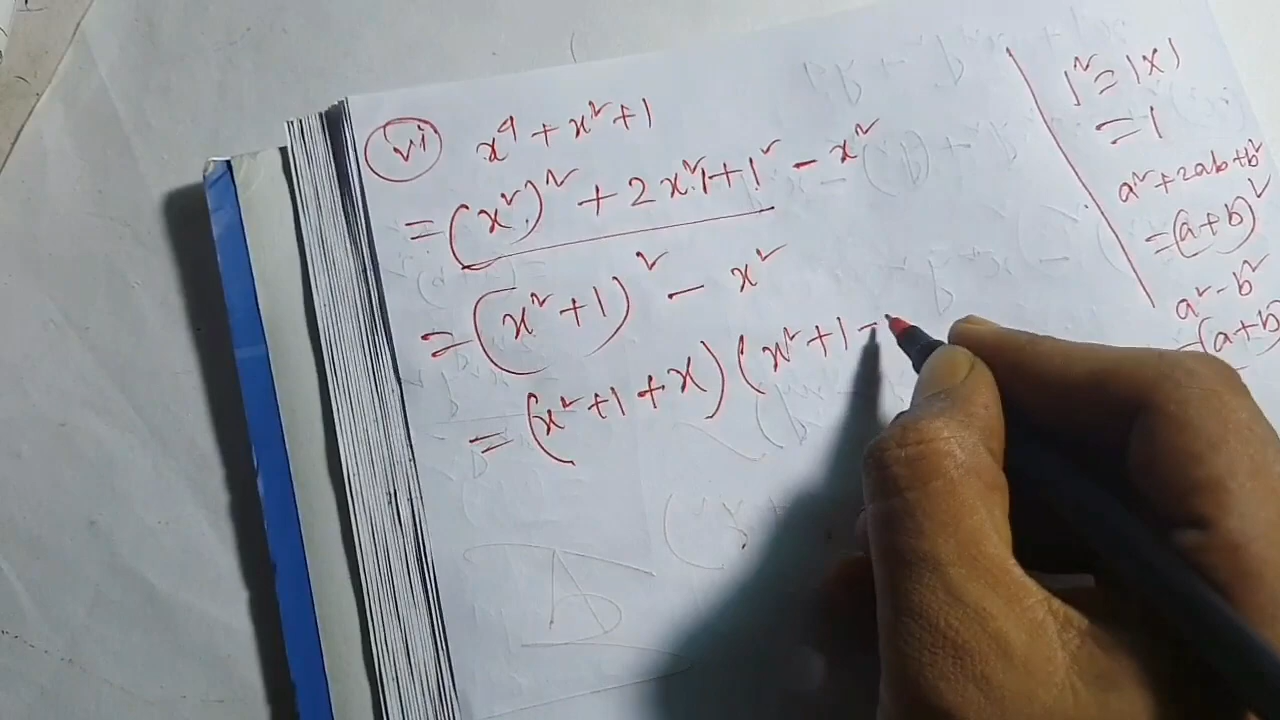 (vi) x⁴ + x² + 1
= (x²)² + 2x².1 + 1² − x²
= (x² + 1)² − x²
= (x² + 1 + x) (x² + 1 −
1² = 1×1
= 1
a² + 2ab + b²
= (a+b)²
a² − b²
= (a+b)